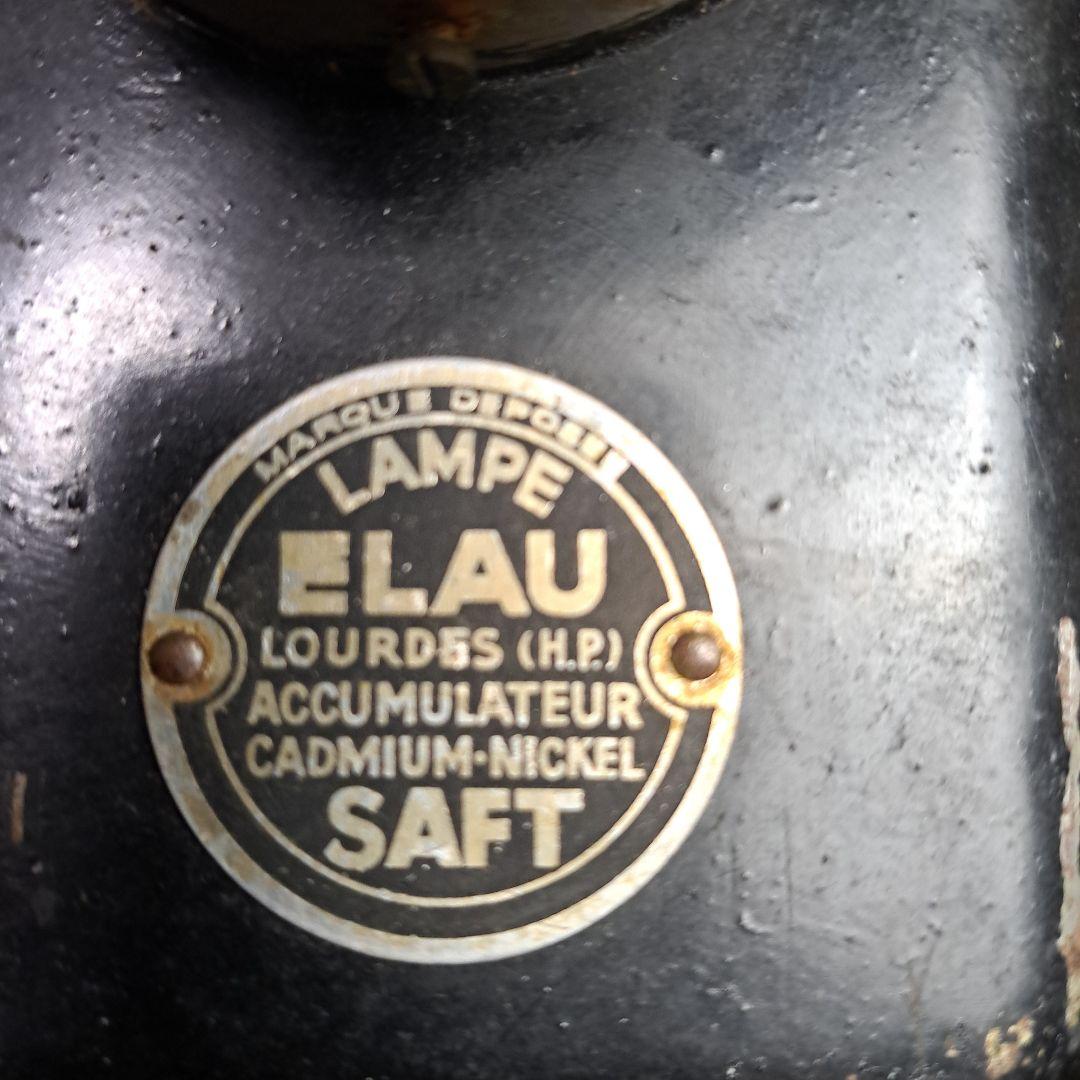 MARQUE DEPOSEE
LAMPE
ELAU
LOURDES (H.P.)
ACCUMULATEUR
CADMIUM-NICKEL
SAFT